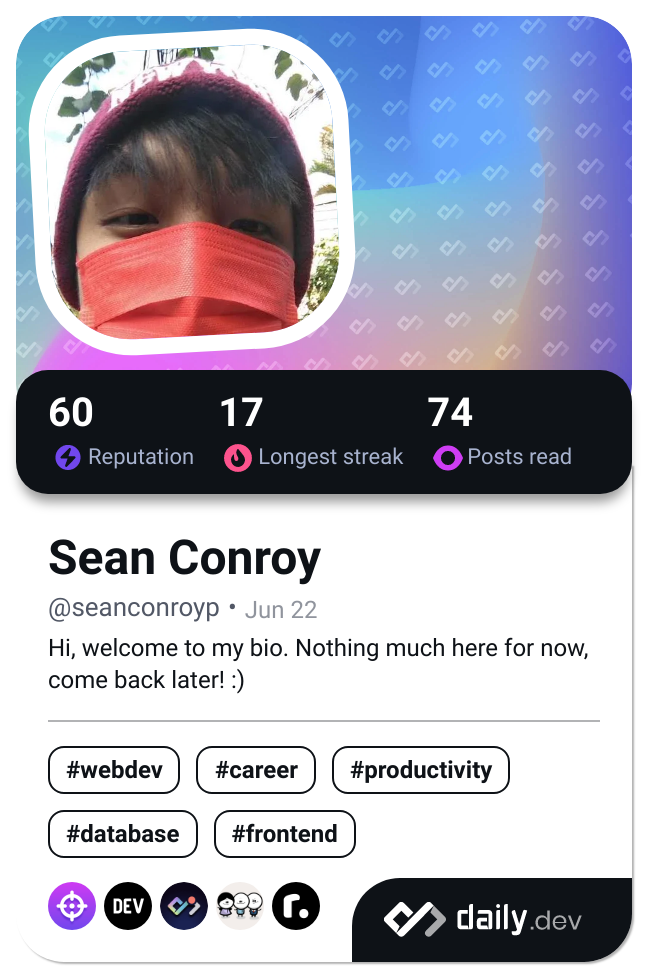 60
17
74
Reputation
Longest streak
Posts read
Sean Conroy
@seanconroyp • Jun 22
Hi, welcome to my bio. Nothing much here for now,
come back later! :)
#webdev
#career
#productivity
#database
#frontend
DEV
r.
daily.dev